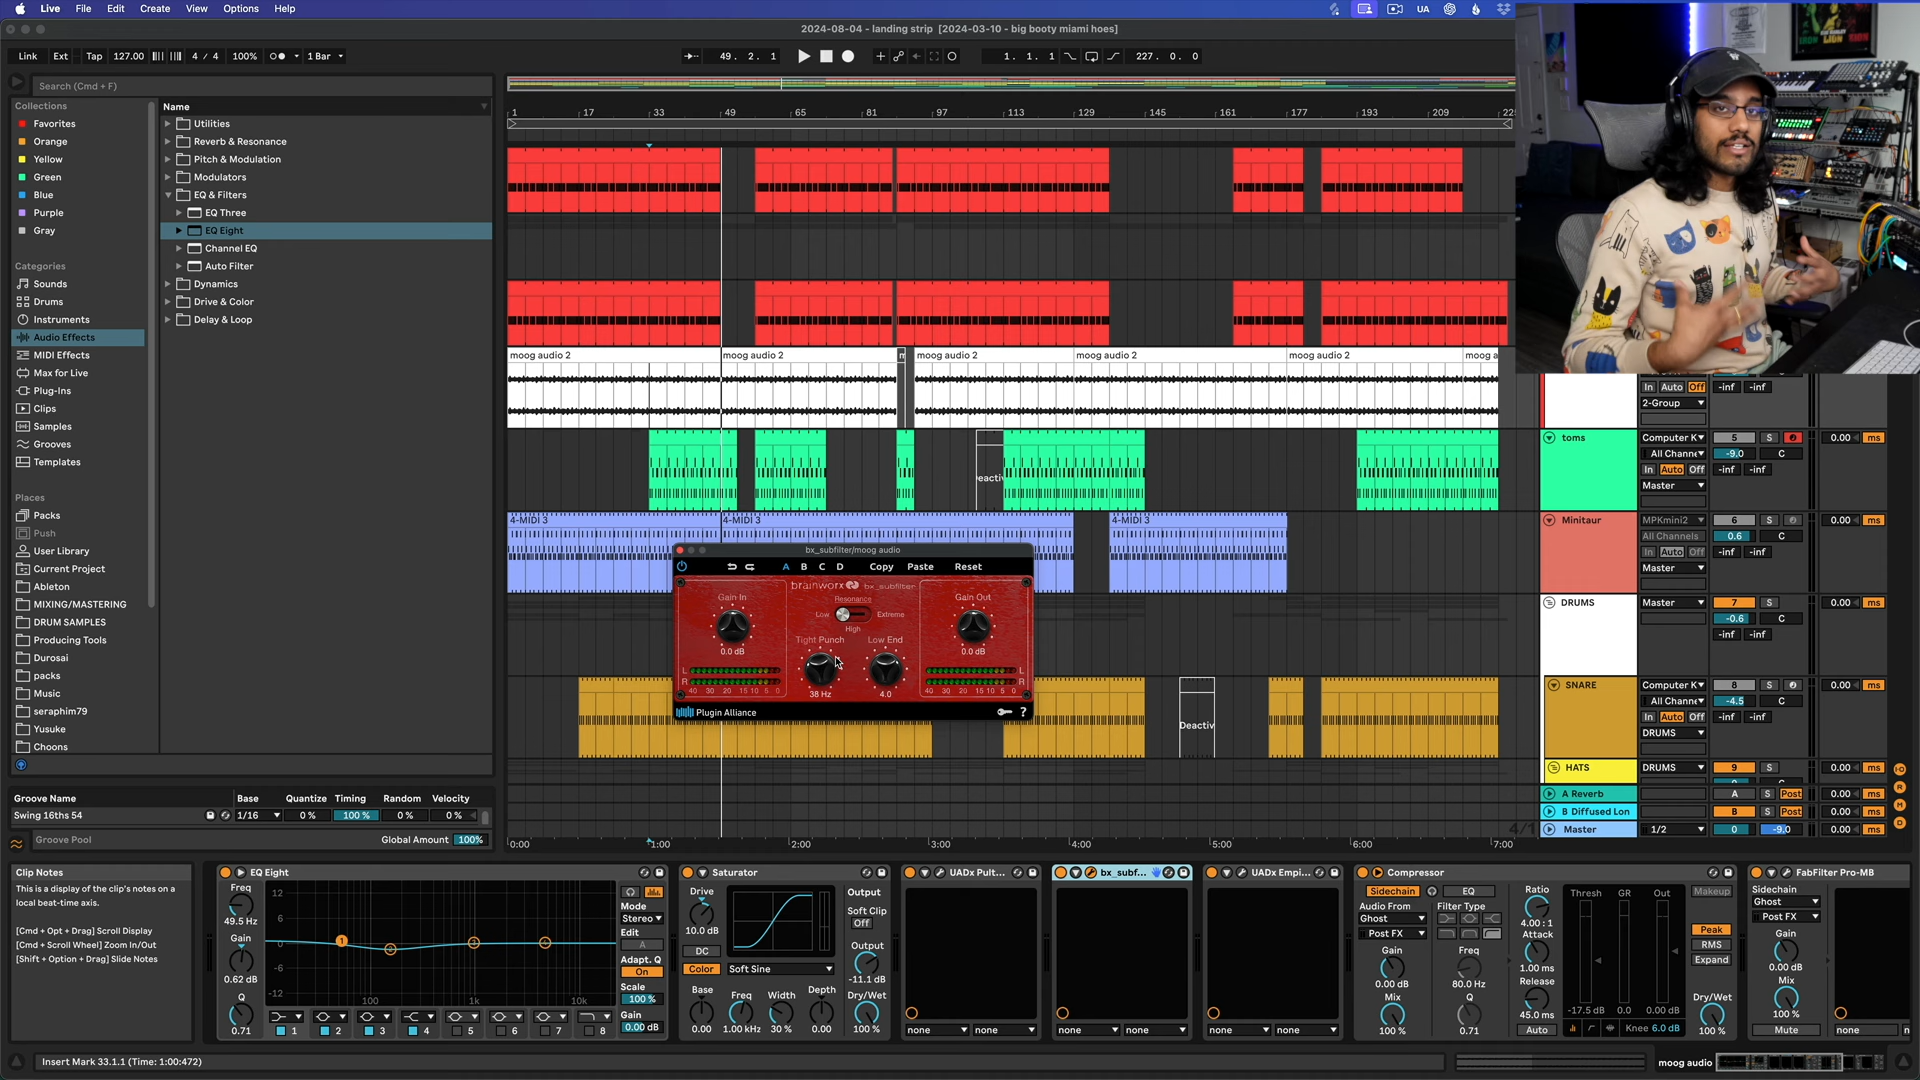 Live File Edit Create View Options Help
UA
2024-08-04 - landing strip [2024-03-10 - big booty miami hoes]
Link Ext Tap 127.00 4 / 4 100% 1 Bar
49. 2. 1
1. 1. 1
227. 0. 0
Search (Cmd + F)
Collections
Favorites
Orange
Yellow
Green
Blue
Purple
Gray
Categories
Sounds
Drums
Instruments
Audio Effects
MIDI Effects
Max for Live
Plug-Ins
Clips
Samples
Grooves
Templates
Places
Packs
Push
User Library
Current Project
Ableton
MIXING/MASTERING
DRUM SAMPLES
Producing Tools
Durosai
packs
Music
seraphim79
Yusuke
Choons
Name
Utilities
Reverb & Resonance
Pitch & Modulation
Modulators
EQ & Filters
EQ Three
EQ Eight
Channel EQ
Auto Filter
Dynamics
Drive & Color
Delay & Loop
1 17 33 49 65 81 97 113 129 145 161 177 193 209 225
moog audio 2 moog audio 2 moog audio 2 moog audio 2 moog audio 2 moog a
4-MIDI 3 4-MIDI 3 4-MIDI 3
Deactiv
bx_subfilter/moog audio
A B C D Copy Paste Reset
brainworx bx_subfilter
Gain In
0.0 dB
Resonance
Low Extreme
High
Tight Punch
38 Hz
Low End
4.0
Gain Out
0.0 dB
L
R
40 30 20 15 10 5 0
L
R
40 30 20 15 10 5 0
Plugin Alliance ?
In Auto Off -inf -inf
2-Group
toms Computer K 5 S 0.00 ms
All Channe -9.0 C
In Auto Off -inf -inf
Master
Minitaur MPKmini2 6 S 0.00 ms
All Channels 0.6 C
In Auto Off -inf -inf
Master
DRUMS Master 7 S 0.00 ms
-0.6 C
-inf -inf
SNARE Computer K 8 S 0.00 ms
All Channe -4.5 C
In Auto Off -inf -inf
DRUMS
HATS DRUMS 9 S 0.00 ms
A Reverb A S Post 0.00 ms
B Diffused Lon B S Post 0.00 ms
Master 1/2 0 -9.0 0.00 ms
4/1
0:00 1:00 2:00 3:00 4:00 5:00 6:00 7:00
Groove Name Base Quantize Timing Random Velocity
Swing 16ths 54 1/16 0 % 100 % 0 % 0 %
Groove Pool Global Amount 100%
Clip Notes
This is a display of the clip's notes on a
local beat-time axis.
[Cmd + Opt + Drag] Scroll Display
[Cmd + Scroll Wheel] Zoom In/Out
[Shift + Option + Drag] Slide Notes
EQ Eight
Freq
49.5 Hz
Gain
0.62 dB
Q
0.71
12
6
0
-6
-12
100 1k 10k
1 2 3 4 5 6 7 8
Mode
Stereo
Edit
A
Adapt. Q
On
Scale
100 %
Gain
0.00 dB
Saturator
Drive
10.0 dB
DC
Color Soft Sine
Base Freq Width Depth
0.00 1.00 kHz 30 % 0.00
Output
Soft Clip
Off
Output
-11.1 dB
Dry/Wet
100 %
UADx Pult...
none none
bx_subf...
none none
UADx Empi...
none none
Compressor
Sidechain EQ
Audio From Filter Type
Ghost
Post FX
Gain Freq
0.00 dB 80.0 Hz
Mix Q
100 % 0.71
Ratio
4.00 : 1
Attack
1.00 ms
Release
45.0 ms
Auto
Thresh GR Out
-17.5 dB 0.0 0.00 dB
Knee 6.0 dB
Makeup
Peak
RMS
Expand
Dry/Wet
100 %
FabFilter Pro-MB
Sidechain
Ghost
Post FX
Gain
0.00 dB
Mix
100 %
Mute
none
Insert Mark 33.1.1 (Time: 1:00:472)
moog audio